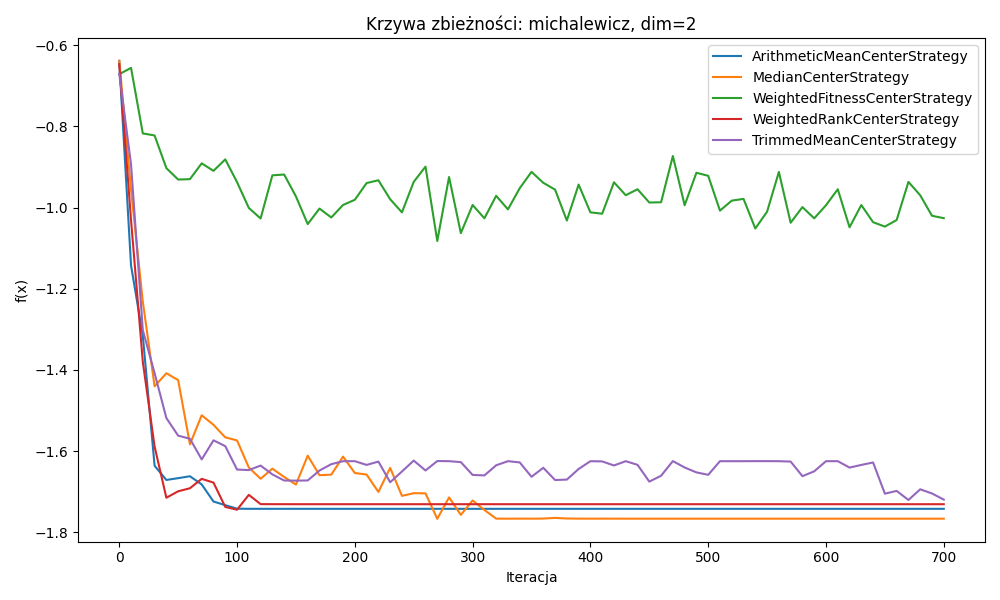 Krzywa zbieżności: michalewicz, dim=2
ArithmeticMeanCenterStrategy
MedianCenterStrategy
WeightedFitnessCenterStrategy
WeightedRankCenterStrategy
TrimmedMeanCenterStrategy
f(x)
−0.6
−0.8
−1.0
−1.2
−1.4
−1.6
−1.8
0 100 200 300 400 500 600 700
Iteracja